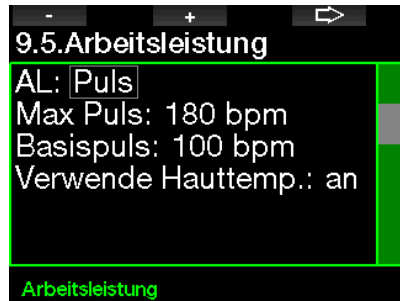 - + ⇨
9.5.Arbeitsleistung
AL: Puls
Max Puls: 180 bpm
Basispuls: 100 bpm
Verwende Hauttemp.: an
Arbeitsleistung